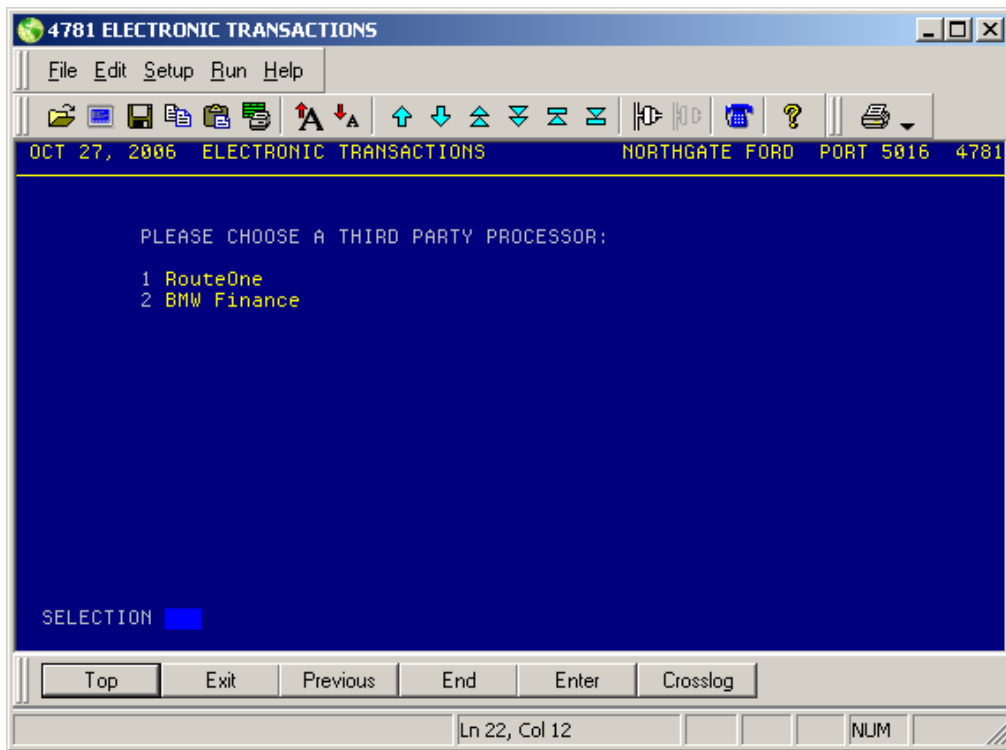 4781 ELECTRONIC TRANSACTIONS
File Edit Setup Run Help
OCT 27, 2006 ELECTRONIC TRANSACTIONS NORTHGATE FORD PORT 5016 4781
PLEASE CHOOSE A THIRD PARTY PROCESSOR:
1 RouteOne
2 BMW Finance
SELECTION
Top Exit Previous End Enter Crosslog
Ln 22, Col 12 NUM